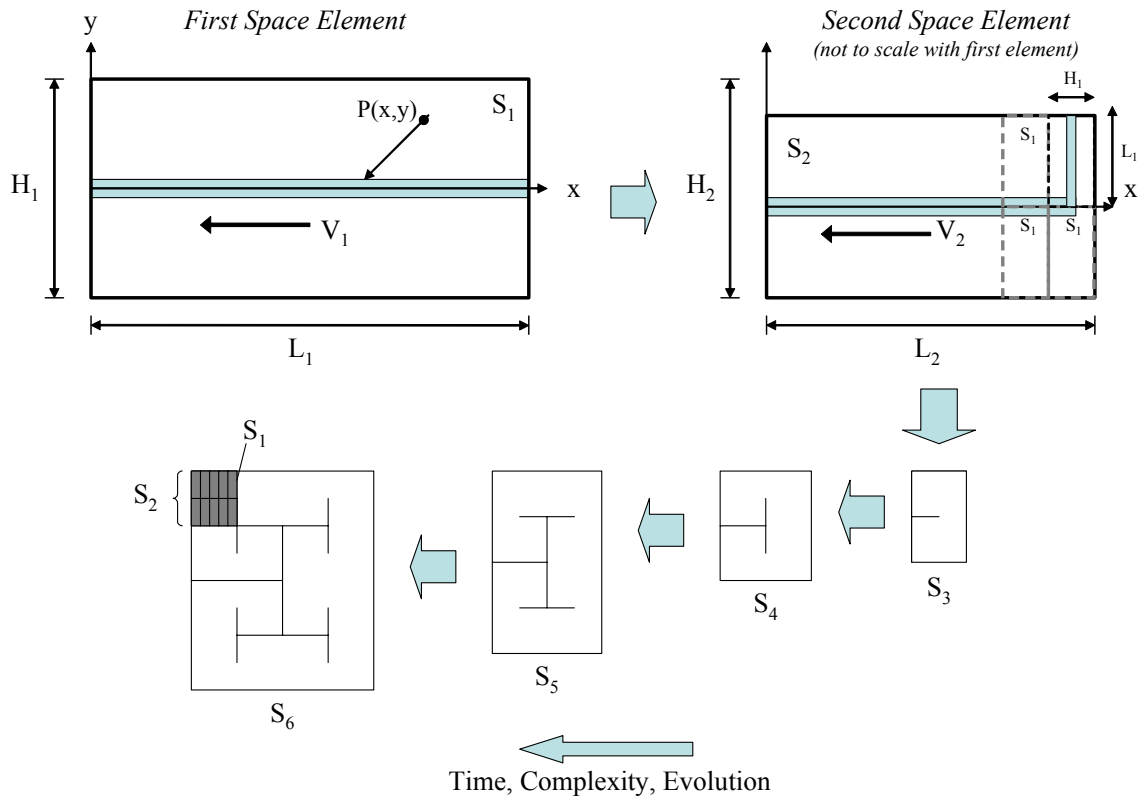 First Space Element
Second Space Element
(not to scale with first element)
y
H₁
P(x,y)
S₁
x
V₁
L₁
H₂
S₂
S₁
H₁
L₁
x
S₁
S₁
V₂
L₂
S₁
S₂
S₆
S₅
S₄
S₃
Time, Complexity, Evolution